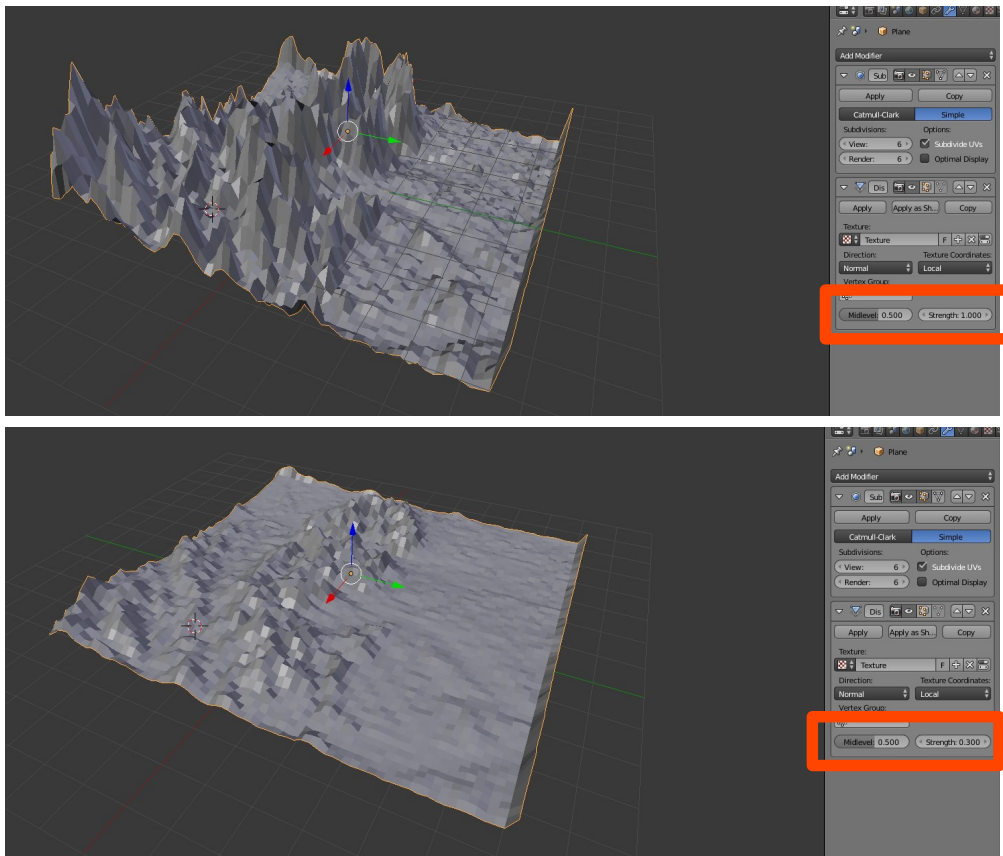 Plane
Add Modifier
Sub
Apply Copy
Catmull-Clark Simple
Subdivisions: Options:
View: 6 Subdivide UVs
Render: 6 Optimal Display
Dis
Apply Apply as Sh... Copy
Texture:
Texture F
Direction: Texture Coordinates:
Normal Local
Vertex Group:
Midlevel: 0.500 Strength: 1.000
Plane
Add Modifier
Sub
Apply Copy
Catmull-Clark Simple
Subdivisions: Options:
View: 6 Subdivide UVs
Render: 6 Optimal Display
Dis
Apply Apply as Sh... Copy
Texture:
Texture F
Direction: Texture Coordinates:
Normal Local
Vertex Group:
Midlevel: 0.500 Strength: 0.300